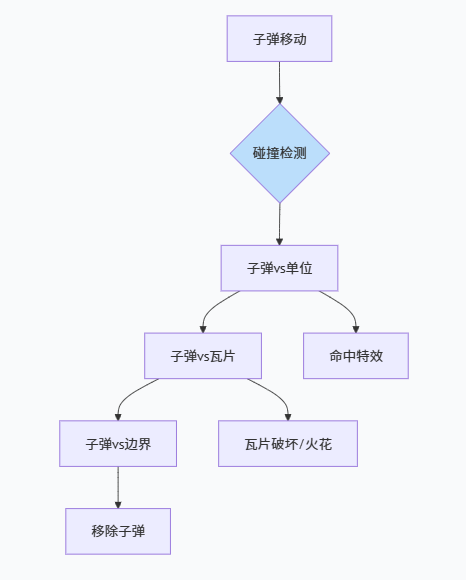 子弹移动
碰撞检测
子弹vs单位
子弹vs瓦片
命中特效
子弹vs边界
瓦片破坏/火花
移除子弹